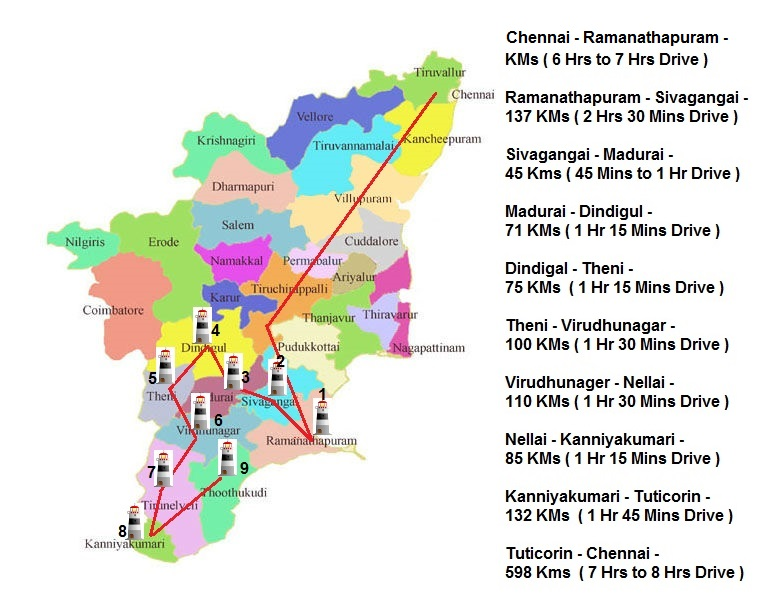 Chennai - Ramanathapuram -
KMs ( 6 Hrs to 7 Hrs Drive )
Ramanathapuram - Sivagangai -
137 KMs ( 2 Hrs 30 Mins Drive )
Sivagangai - Madurai -
45 Kms ( 45 Mins to 1 Hr Drive )
Madurai - Dindigul -
71 KMs ( 1 Hr 15 Mins Drive )
Dindigal - Theni -
75 KMs ( 1 Hr 15 Mins Drive )
Theni - Virudhunagar -
100 KMs ( 1 Hr 30 Mins Drive )
Virudhunager - Nellai -
110 KMs ( 1 Hr 30 Mins Drive )
Nellai - Kanniyakumari -
85 KMs ( 1 Hr 15 Mins Drive )
Kanniyakumari - Tuticorin -
132 KMs ( 1 Hr 45 Mins Drive )
Tuticorin - Chennai -
598 Kms ( 7 Hrs to 8 Hrs Drive )
Tiruvallur
Chennai
Vellore
Kancheepuram
Krishnagiri
Tiruvannamalai
Dharmapuri
Villupuram
Salem
Nilgiris
Erode
Cuddalore
Namakkal
Permabalur
Ariyalur
Tiruchirappalli
Karur
Coimbatore
Thanjavur
Thiravarur
4
Dindigul
Pudukkottai
Nagapattinam
2
5
3
Theni
durai
Sivaganga
1
6
Virudhunagar
Ramanathapuram
7
9
Thoothukudi
Tirunelveli
8
Kanniyakumari